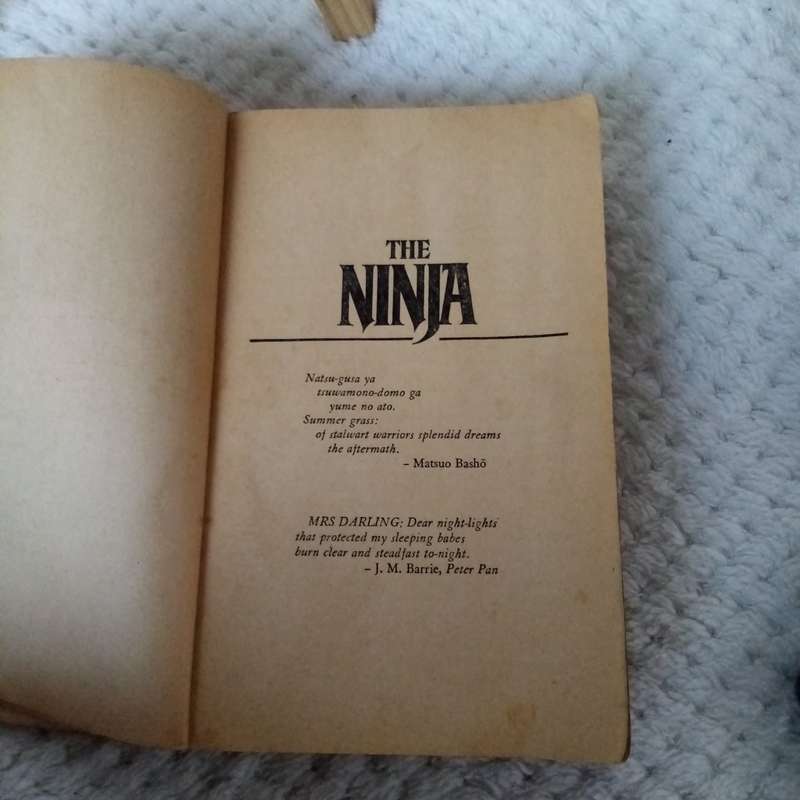 THE
NINJA
Natsu-gusa ya
tsuwamono-domo ga
yume no ato.
Summer grass:
of stalwart warriors splendid dreams
the aftermath.
– Matsuo Bashō
MRS DARLING: Dear night-lights
that protected my sleeping babes
burn clear and steadfast to-night.
– J. M. Barrie, Peter Pan